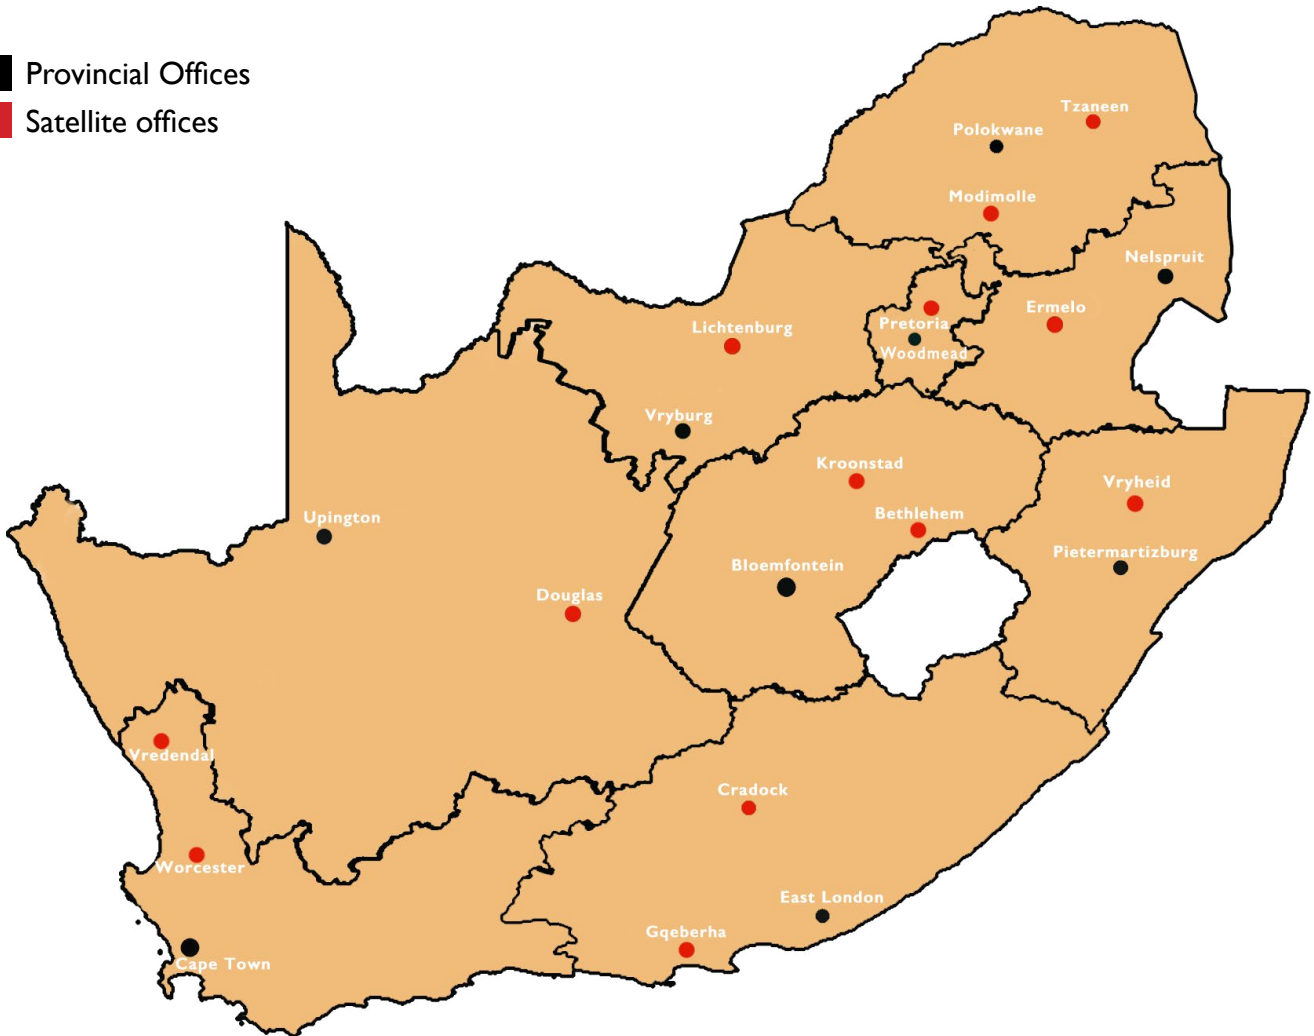 Provincial Offices
Satellite offices
Tzaneen
Polokwane
Modimolle
Nelspruit
Ermelo
Lichtenburg
Pretoria
Woodmead
Vryburg
Kroonstad
Vryheid
Bethlehem
Upington
Pietermartizburg
Bloemfontein
Douglas
Vredendal
Cradock
Worcester
East London
Gqeberha
Cape Town